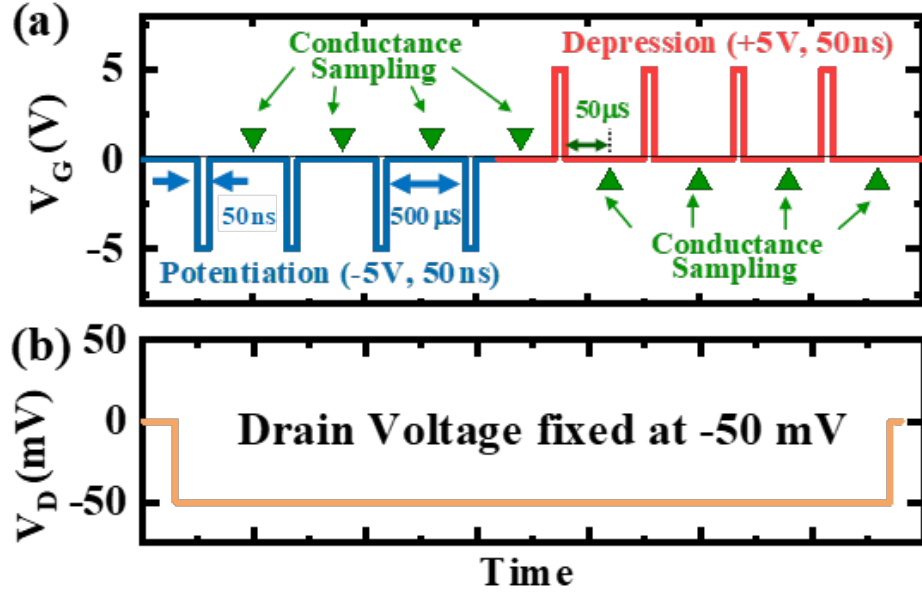 (a)
Conductance
Sampling
Depression (+5V, 50ns)
50μS
5
0
-5
V_G (V)
50ns
500 μS
Potentiation (-5V, 50ns)
Conductance
Sampling
(b)
50
0
-50
V_D (mV)
Drain Voltage fixed at -50 mV
Time